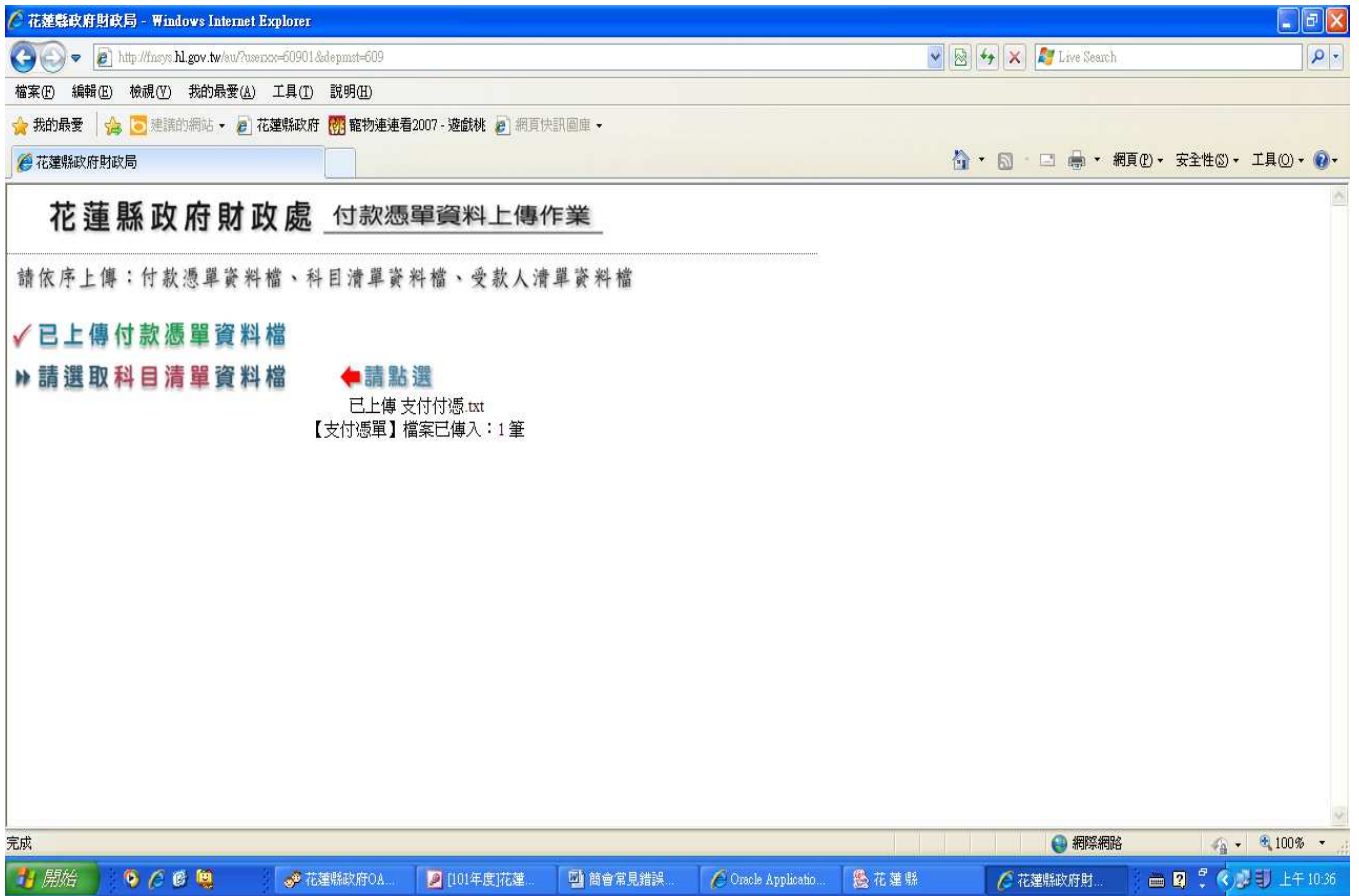 花蓮縣政府財政局 - Windows Internet Explorer
http://fnsys.hl.gov.tw/eu/?userxx=60901&depmst=609
Live Search
檔案(F) 編輯(E) 檢視(V) 我的最愛(A) 工具(T) 說明(H)
我的最愛 建議的網站 花蓮縣政府 寵物連連看2007 - 遊戲桃 網頁快訊圖庫
花蓮縣政府財政局
網頁(P) 安全性(S) 工具(O)
花蓮縣政府財政處 付款憑單資料上傳作業
請依序上傳：付款憑單資料檔、科目清單資料檔、受款人清單資料檔
已上傳付款憑單資料檔
請選取科目清單資料檔 請點選
已上傳 支付付憑.txt
【支付憑單】檔案已傳入：1 筆
完成
網際網路
100%
開始
花蓮縣政府OA...
[101年度]花蓮...
簡會常見錯誤...
Oracle Applicatio...
花 蓮 縣
花蓮縣政府財...
上午 10:36